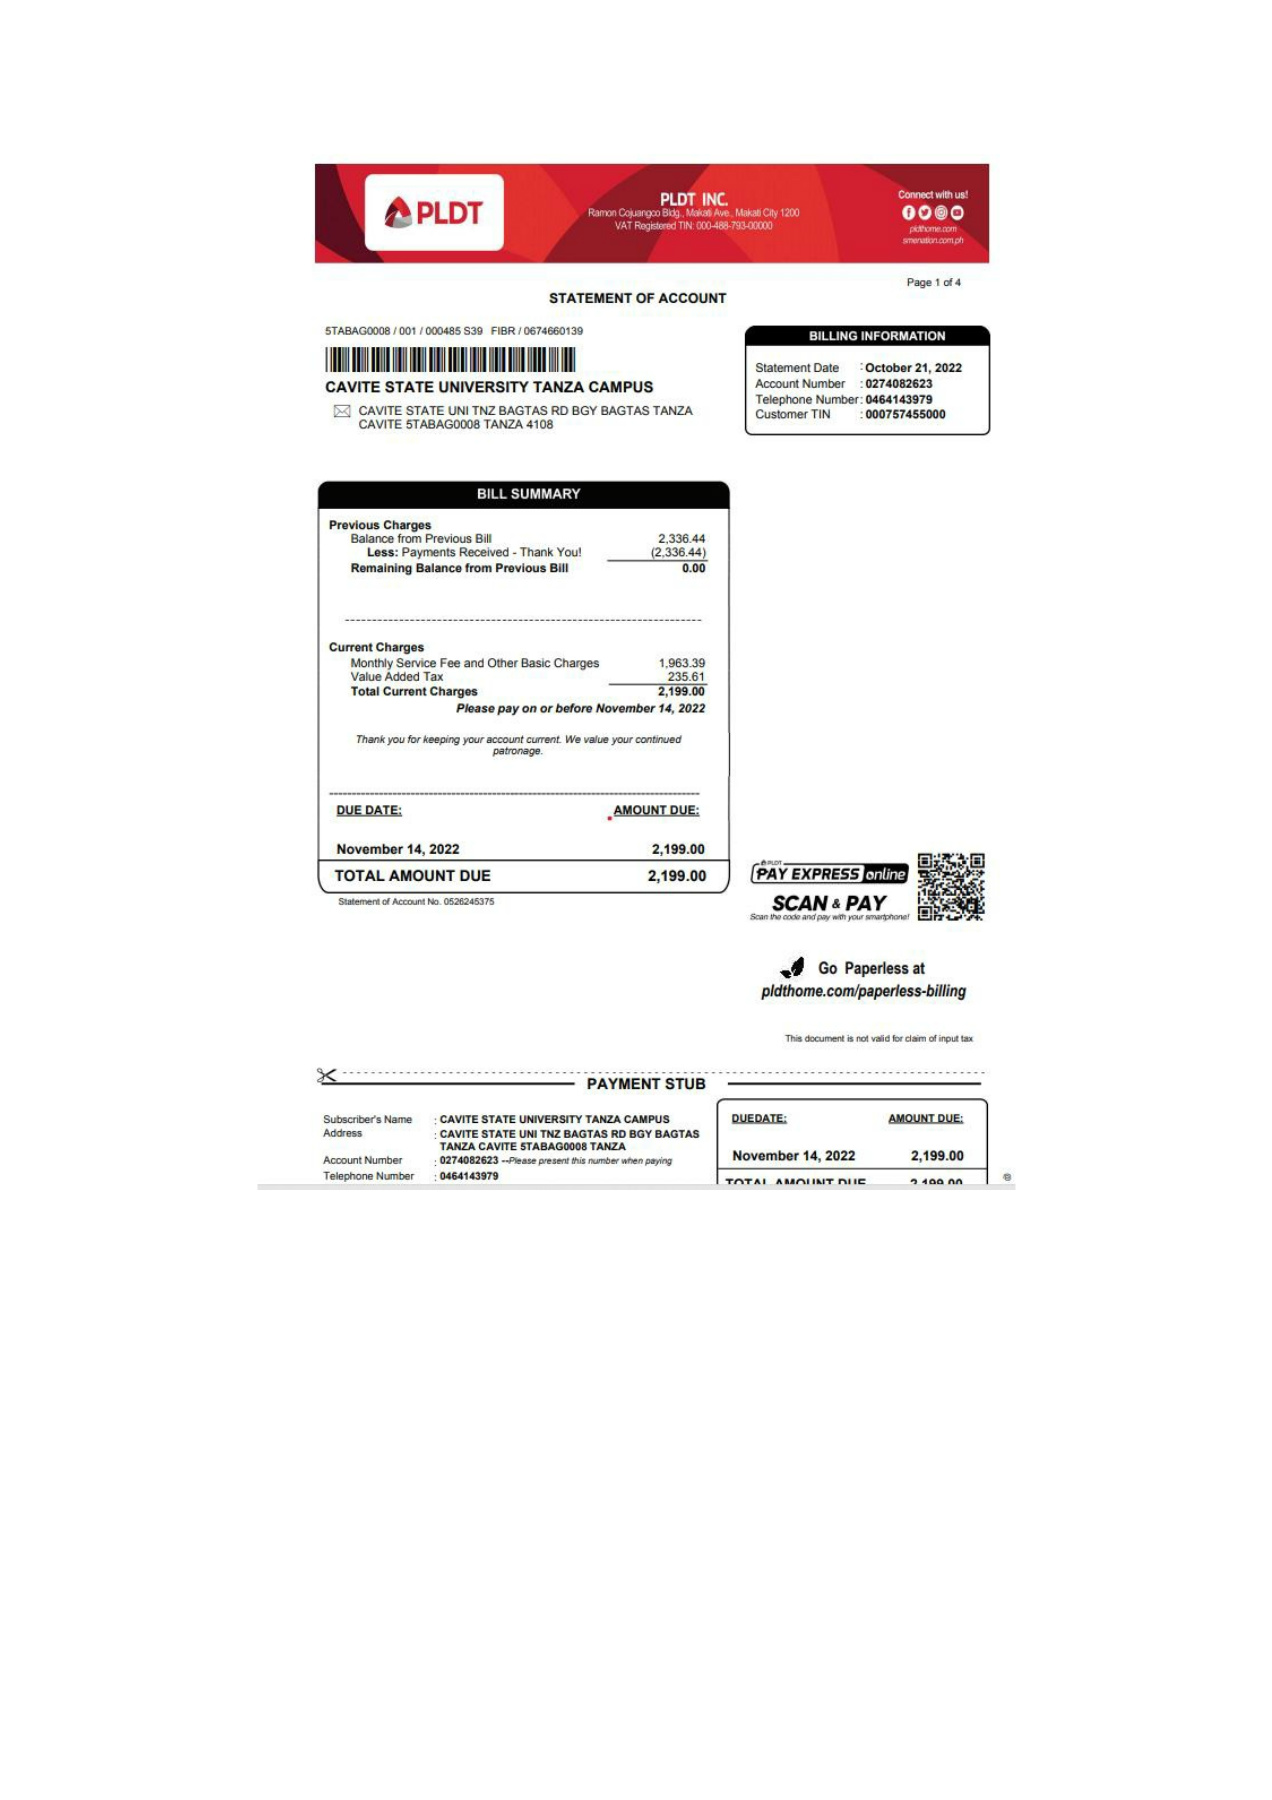 PLDT
PLDT INC.
Ramon Cojuangco Bldg., Makati Ave., Makati City 1200
VAT Registered TIN: 000-488-793-00000
Connect with us!
pldthome.com
smenation.com.ph
Page 1 of 4
STATEMENT OF ACCOUNT
5TABAG0008 / 001 / 000485 S39 FIBR / 0674660139
CAVITE STATE UNIVERSITY TANZA CAMPUS
CAVITE STATE UNI TNZ BAGTAS RD BGY BAGTAS TANZA
CAVITE 5TABAG0008 TANZA 4108
BILLING INFORMATION
Statement Date : October 21, 2022
Account Number : 0274082623
Telephone Number : 0464143979
Customer TIN : 000757455000
BILL SUMMARY
Previous Charges
Balance from Previous Bill 2,336.44
Less: Payments Received - Thank You! (2,336.44)
Remaining Balance from Previous Bill 0.00
Current Charges
Monthly Service Fee and Other Basic Charges 1,963.39
Value Added Tax 235.61
Total Current Charges 2,199.00
Please pay on or before November 14, 2022
Thank you for keeping your account current. We value your continued
patronage.
DUE DATE: AMOUNT DUE:
November 14, 2022 2,199.00
TOTAL AMOUNT DUE 2,199.00
Statement of Account No. 0526245375
PLDT
PAY EXPRESS online
SCAN & PAY
Scan the code and pay with your smartphone!
Go Paperless at
pldthome.com/paperless-billing
This document is not valid for claim of input tax
PAYMENT STUB
Subscriber's Name : CAVITE STATE UNIVERSITY TANZA CAMPUS
Address : CAVITE STATE UNI TNZ BAGTAS RD BGY BAGTAS
TANZA CAVITE 5TABAG0008 TANZA
Account Number : 0274082623 --Please present this number when paying
Telephone Number : 0464143979
DUEDATE: AMOUNT DUE:
November 14, 2022 2,199.00
TOTAL AMOUNT DUE 2,199.00